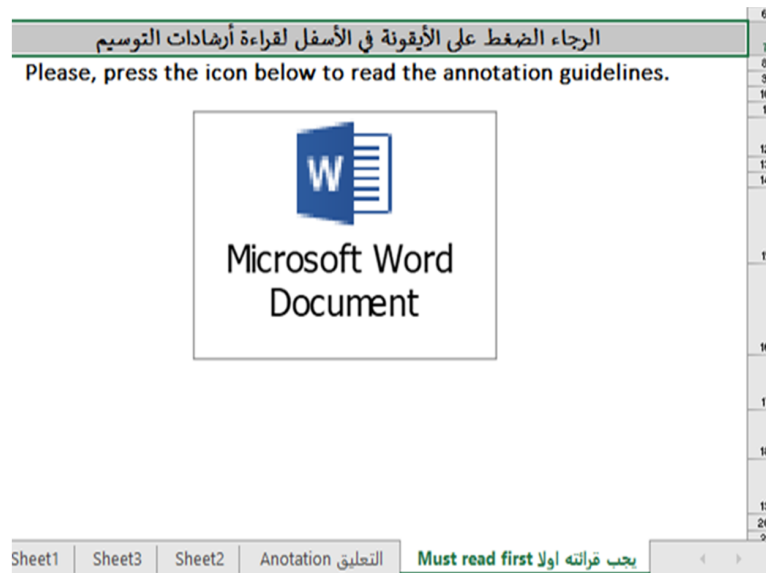 الرجاء الضغط على الأيقونة في الأسفل لقراءة أرشادات التوسيم
Please, press the icon below to read the annotation guidelines.
W
Microsoft Word
Document
Sheet1 Sheet3 Sheet2 Anotation التعليق Must read first يجب قرائته اولا